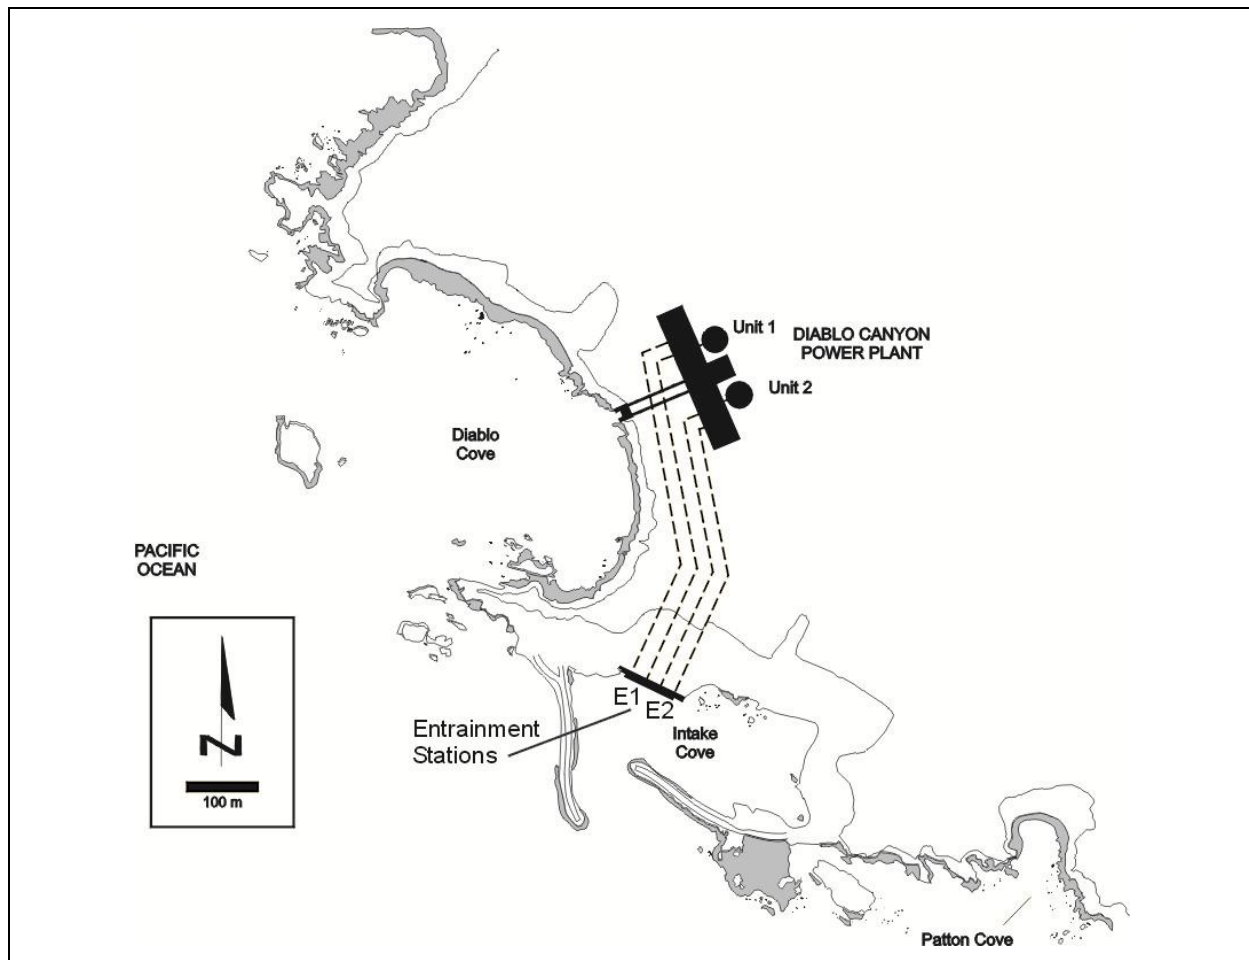 Unit 1
DIABLO CANYON
POWER PLANT
Unit 2
Diablo
Cove
PACIFIC
OCEAN
E1
E2
Entrainment
Stations
Intake
Cove
N
100 m
Patton Cove